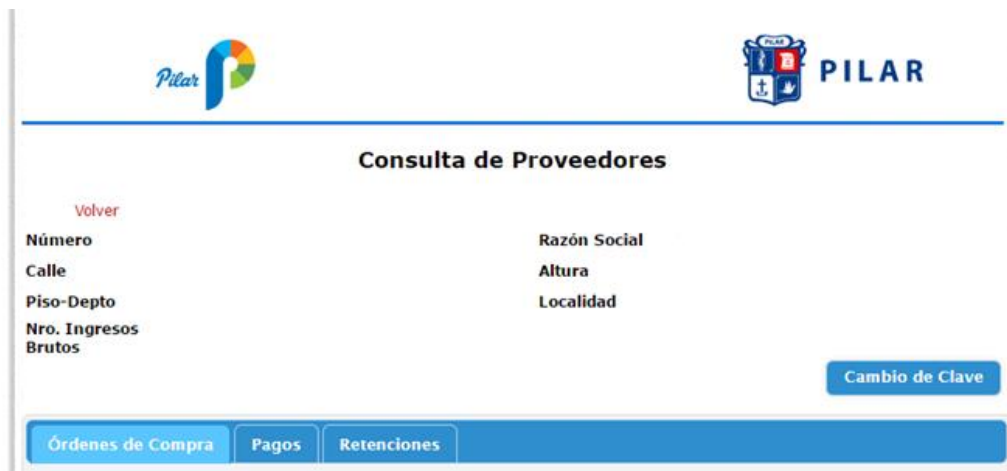 Pilar
PILAR
PILAR
Consulta de Proveedores
Volver
Número
Razón Social
Calle
Altura
Piso-Depto
Localidad
Nro. Ingresos
Brutos
Cambio de Clave
Órdenes de Compra
Pagos
Retenciones